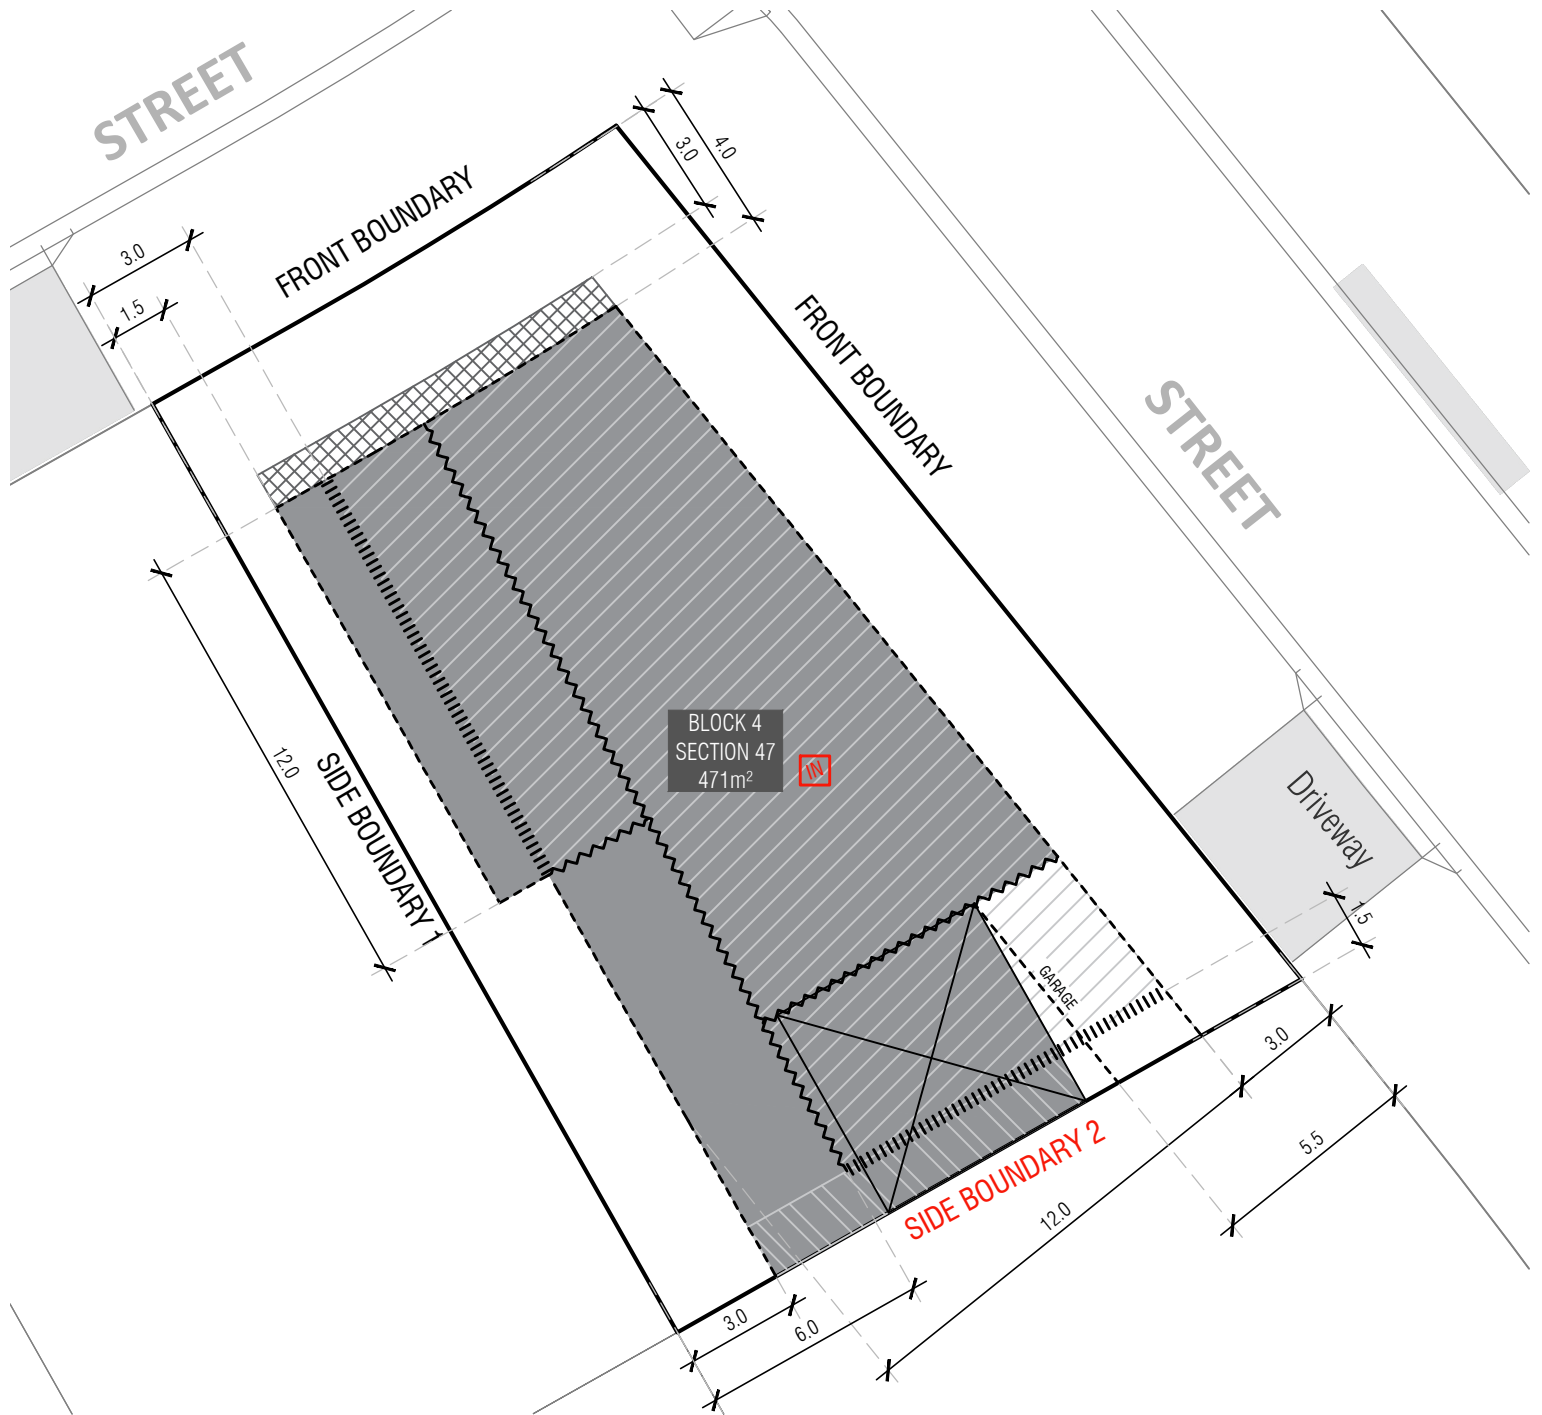 STREET
3.0
4.0
FRONT BOUNDARY
3.0
1.5
FRONT BOUNDARY
STREET
BLOCK 4
SECTION 47
471m²
IN
12.0
SIDE BOUNDARY 1
Driveway
1.5
GARAGE
3.0
SIDE BOUNDARY 2
5.5
12.0
3.0
6.0